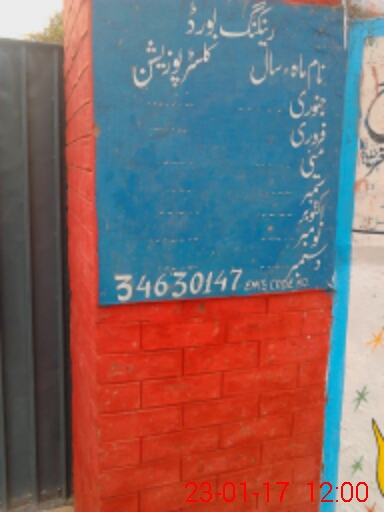 رینکنگ بورڈ
نام ماہ، سال کلسٹر پوزیشن
جنوری
فروری
مئی
ستمبر
اکتوبر
نومبر
دسمبر
34630147 EMIS CODE NO.
23-01-17 12:00